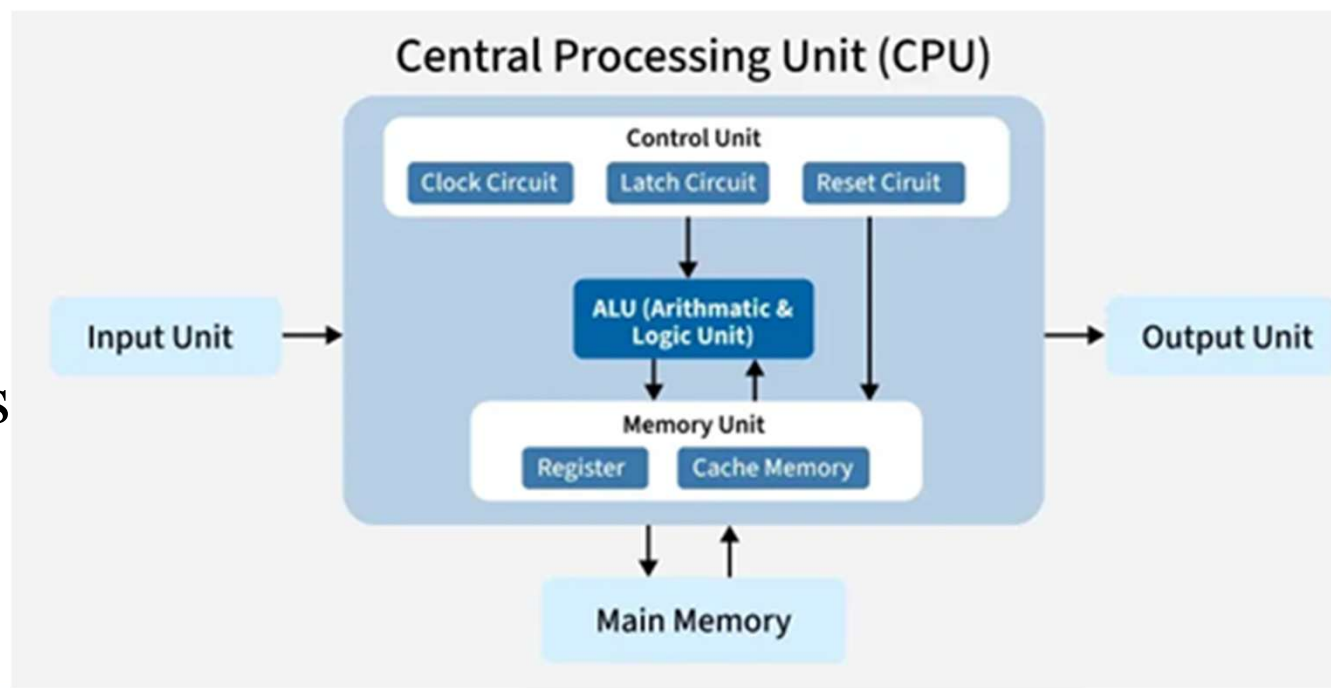 Central Processing Unit (CPU)
Control Unit
Clock Circuit
Latch Circuit
Reset Ciruit
ALU (Arithmatic &
Logic Unit)
Input Unit
Output Unit
s
Memory Unit
Register
Cache Memory
Main Memory